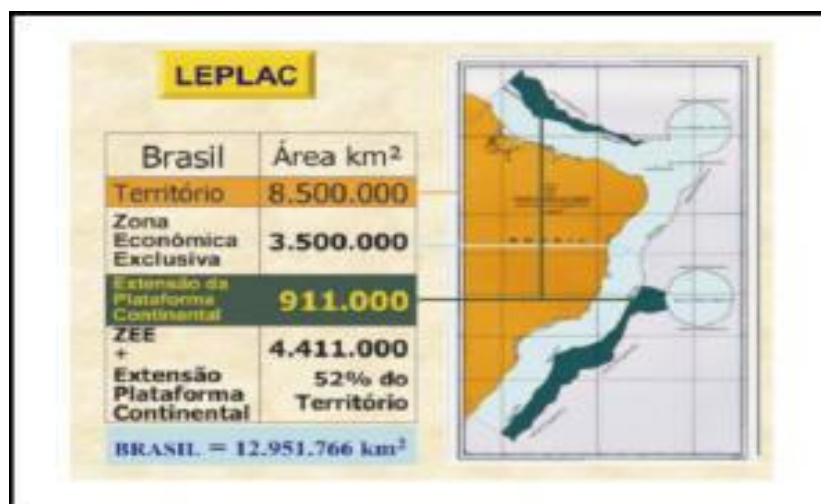 LEPLAC
Brasil
Área km²
Território
8.500.000
Zona
Econômica
Exclusiva
3.500.000
Extensão da
Plataforma
Continental
911.000
ZEE
+
Extensão
Plataforma
Continental
4.411.000
52% do
Território
BRASIL = 12.951.766 km²